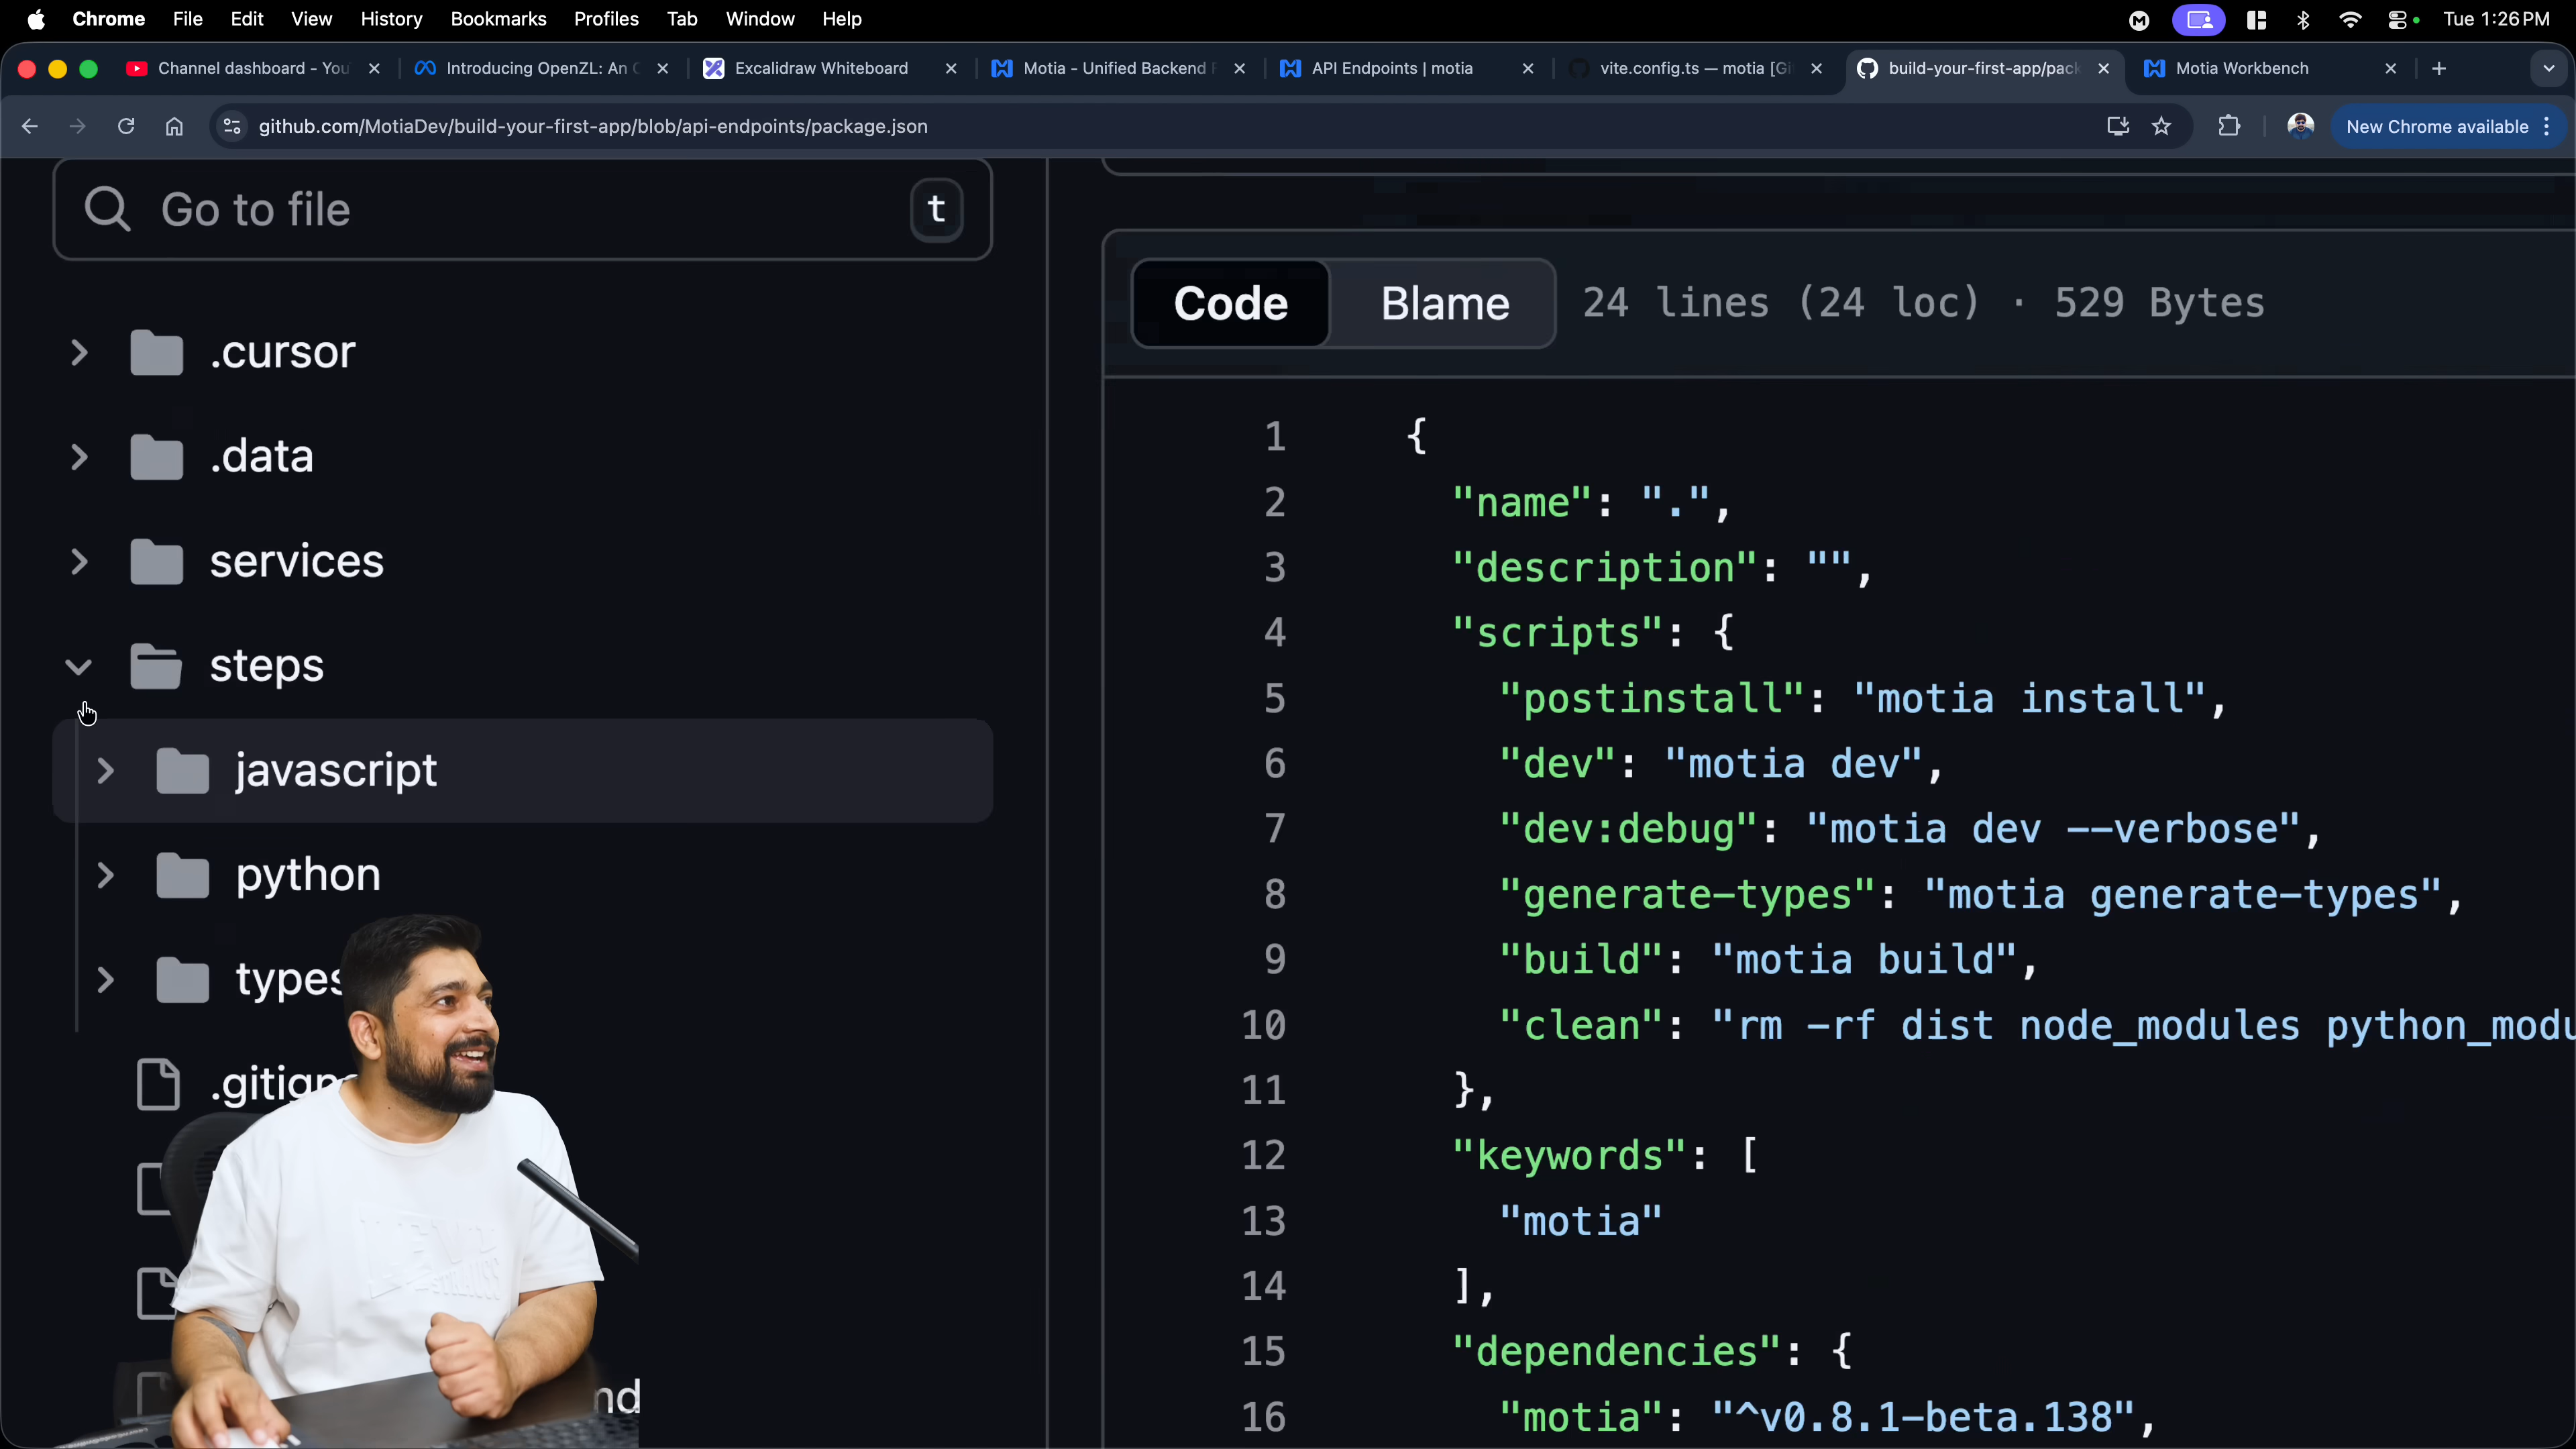 Chrome File Edit View History Bookmarks Profiles Tab Window Help
Tue 1:26 PM
Channel dashboard - You
Introducing OpenZL: An
Excalidraw Whiteboard
Motia - Unified Backend
API Endpoints | motia
vite.config.ts — motia [Gi
build-your-first-app/pack
Motia Workbench
github.com/MotiaDev/build-your-first-app/blob/api-endpoints/package.json
New Chrome available
Go to file
t
.cursor
.data
services
steps
javascript
python
types
.gitign
nd
Code Blame 24 lines (24 loc) · 529 Bytes
1 {
2 "name": ".",
3 "description": "",
4 "scripts": {
5 "postinstall": "motia install",
6 "dev": "motia dev",
7 "dev:debug": "motia dev --verbose",
8 "generate-types": "motia generate-types",
9 "build": "motia build",
10 "clean": "rm -rf dist node_modules python_modu
11 },
12 "keywords": [
13 "motia"
14 ],
15 "dependencies": {
16 "motia": "^v0.8.1-beta.138",